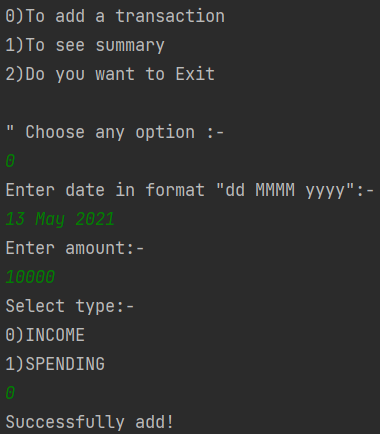 0)To add a transaction
1)To see summary
2)Do you want to Exit
" Choose any option :-
0
Enter date in format "dd MMMM yyyy":-
13 May 2021
Enter amount:-
10000
Select type:-
0)INCOME
1)SPENDING
0
Successfully add!